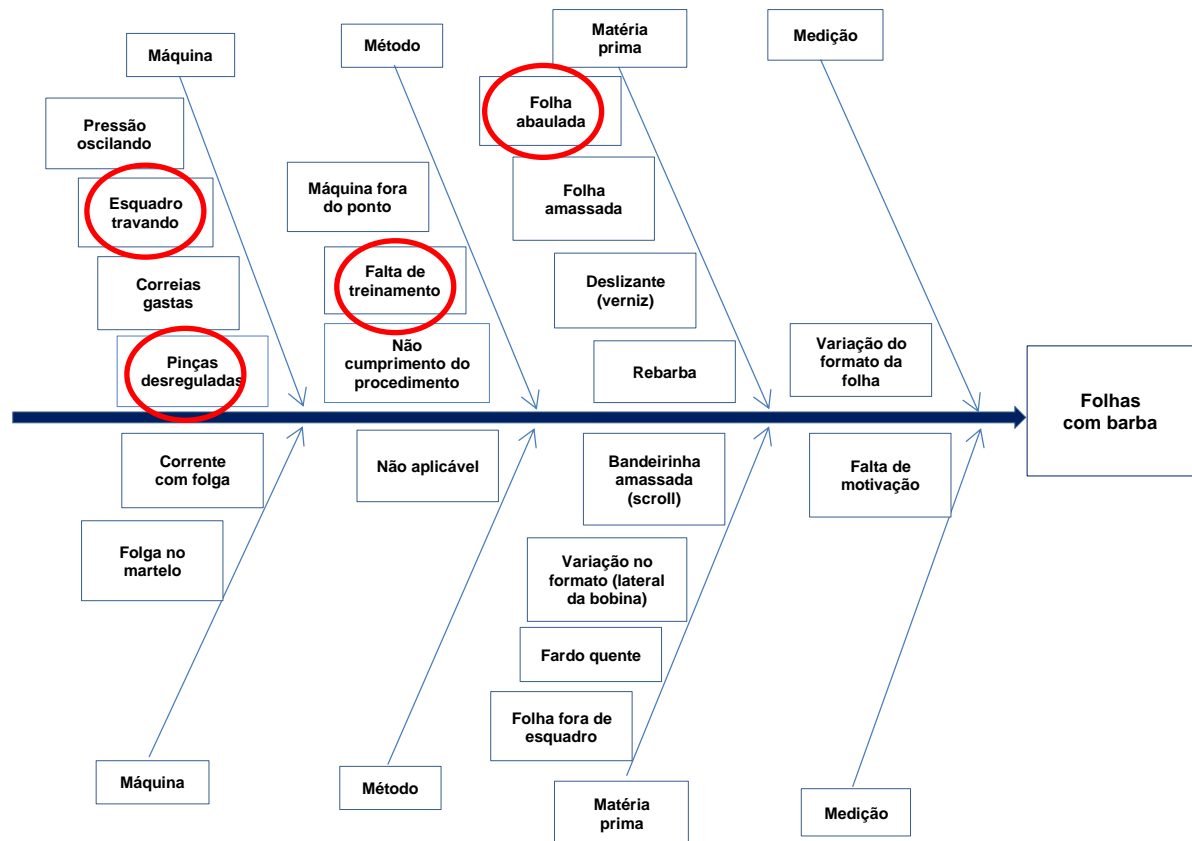 Máquina
Método
Matéria
prima
Medição
Pressão
oscilando
Esquadro
travando
Correias
gastas
Pinças
desreguladas
Máquina fora
do ponto
Falta de
treinamento
Não
cumprimento do
procedimento
Folha
abaulada
Folha
amassada
Deslizante
(verniz)
Rebarba
Variação do
formato da
folha
Folhas
com barba
Corrente
com folga
Folga no
martelo
Não aplicável
Bandeirinha
amassada
(scroll)
Variação no
formato (lateral
da bobina)
Fardo quente
Folha fora de
esquadro
Falta de
motivação
Máquina
Método
Matéria
prima
Medição